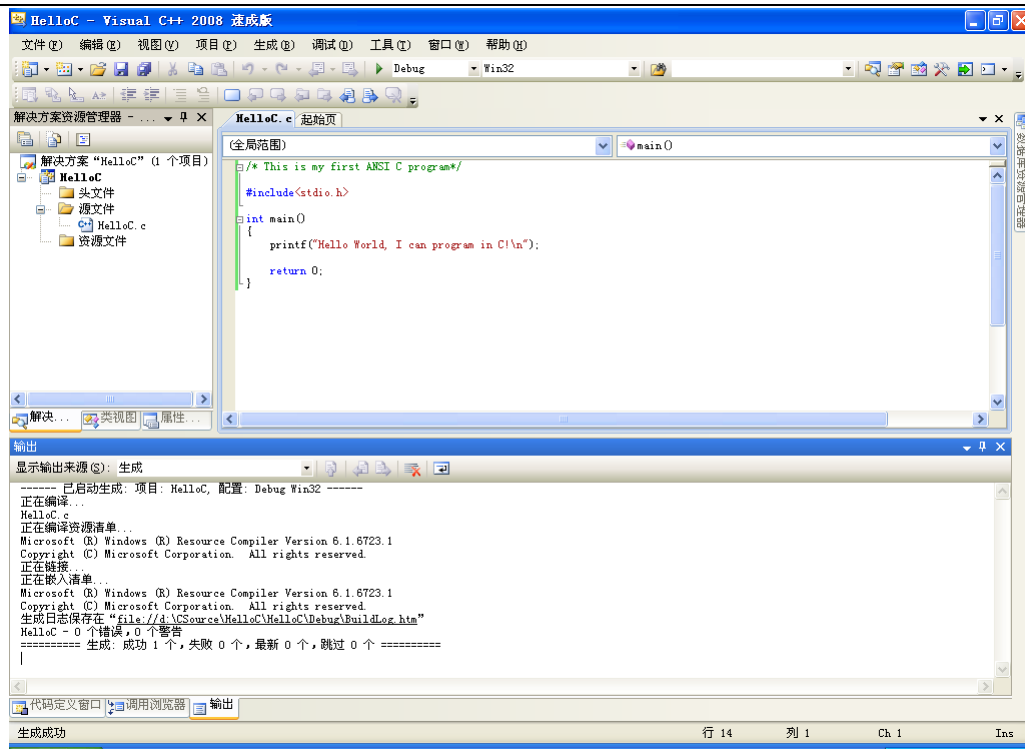 HelloC - Visual C++ 2008 速成版
文件(F) 编辑(E) 视图(V) 项目(P) 生成(B) 调试(D) 工具(T) 窗口(W) 帮助(H)
Debug Win32
解决方案资源管理器 - ...
HelloC.c 起始页
(全局范围) main()
解决方案“HelloC”(1 个项目)
HelloC
头文件
源文件
HelloC.c
资源文件
/* This is my first ANSI C program*/
#include<stdio.h>
int main()
{
printf("Hello World, I can program in C!\n");
return 0;
}
数据库资源管理器
解决... 类视图 属性...
输出
显示输出来源(S): 生成
------ 已启动生成: 项目: HelloC, 配置: Debug Win32 ------
正在编译...
HelloC.c
正在编译资源清单...
Microsoft (R) Windows (R) Resource Compiler Version 6.1.6723.1
Copyright (C) Microsoft Corporation.  All rights reserved.
正在链接...
正在嵌入清单...
Microsoft (R) Windows (R) Resource Compiler Version 6.1.6723.1
Copyright (C) Microsoft Corporation.  All rights reserved.
生成日志保存在“file://d:\CSource\HelloC\HelloC\Debug\BuildLog.htm”
HelloC - 0 个错误，0 个警告
========== 生成: 成功 1 个，失败 0 个，最新 0 个，跳过 0 个 ==========
代码定义窗口 调用浏览器 输出
生成成功 行 14 列 1 Ch 1 Ins